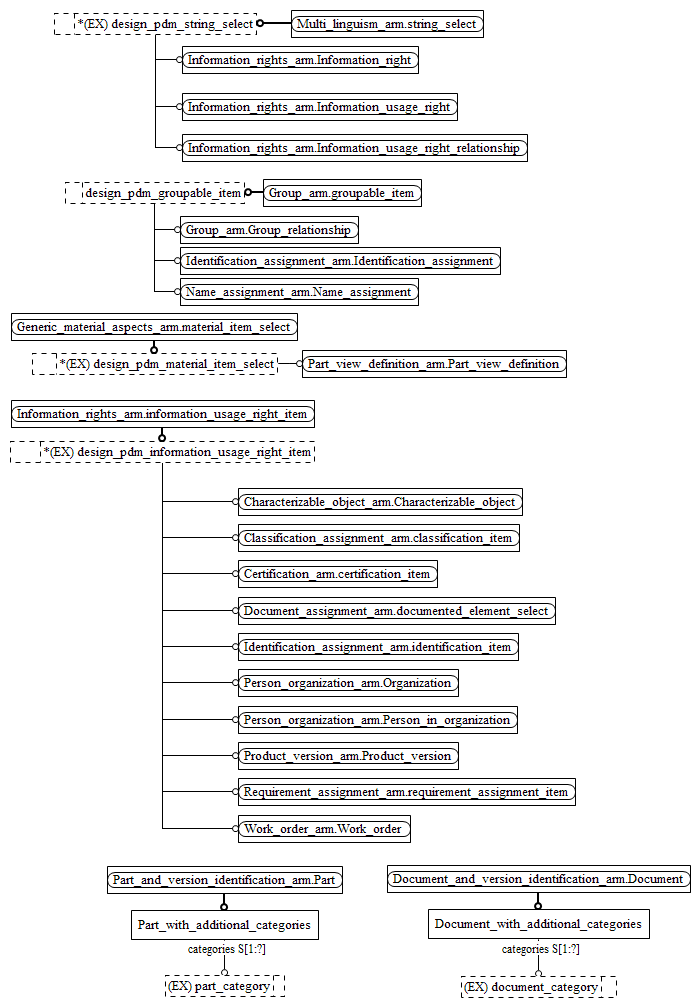 *(EX) design_pdm_string_select
Multi_linguism_arm.string_select
Information_rights_arm.Information_right
Information_rights_arm.Information_usage_right
Information_rights_arm.Information_usage_right_relationship
design_pdm_groupable_item
Group_arm.groupable_item
Group_arm.Group_relationship
Identification_assignment_arm.Identification_assignment
Name_assignment_arm.Name_assignment
Generic_material_aspects_arm.material_item_select
*(EX) design_pdm_material_item_select
Part_view_definition_arm.Part_view_definition
Information_rights_arm.information_usage_right_item
*(EX) design_pdm_information_usage_right_item
Characterizable_object_arm.Characterizable_object
Classification_assignment_arm.classification_item
Certification_arm.certification_item
Document_assignment_arm.documented_element_select
Identification_assignment_arm.identification_item
Person_organization_arm.Organization
Person_organization_arm.Person_in_organization
Product_version_arm.Product_version
Requirement_assignment_arm.requirement_assignment_item
Work_order_arm.Work_order
Part_and_version_identification_arm.Part
Document_and_version_identification_arm.Document
Part_with_additional_categories
Document_with_additional_categories
categories S[1:?]
categories S[1:?]
(EX) part_category
(EX) document_category